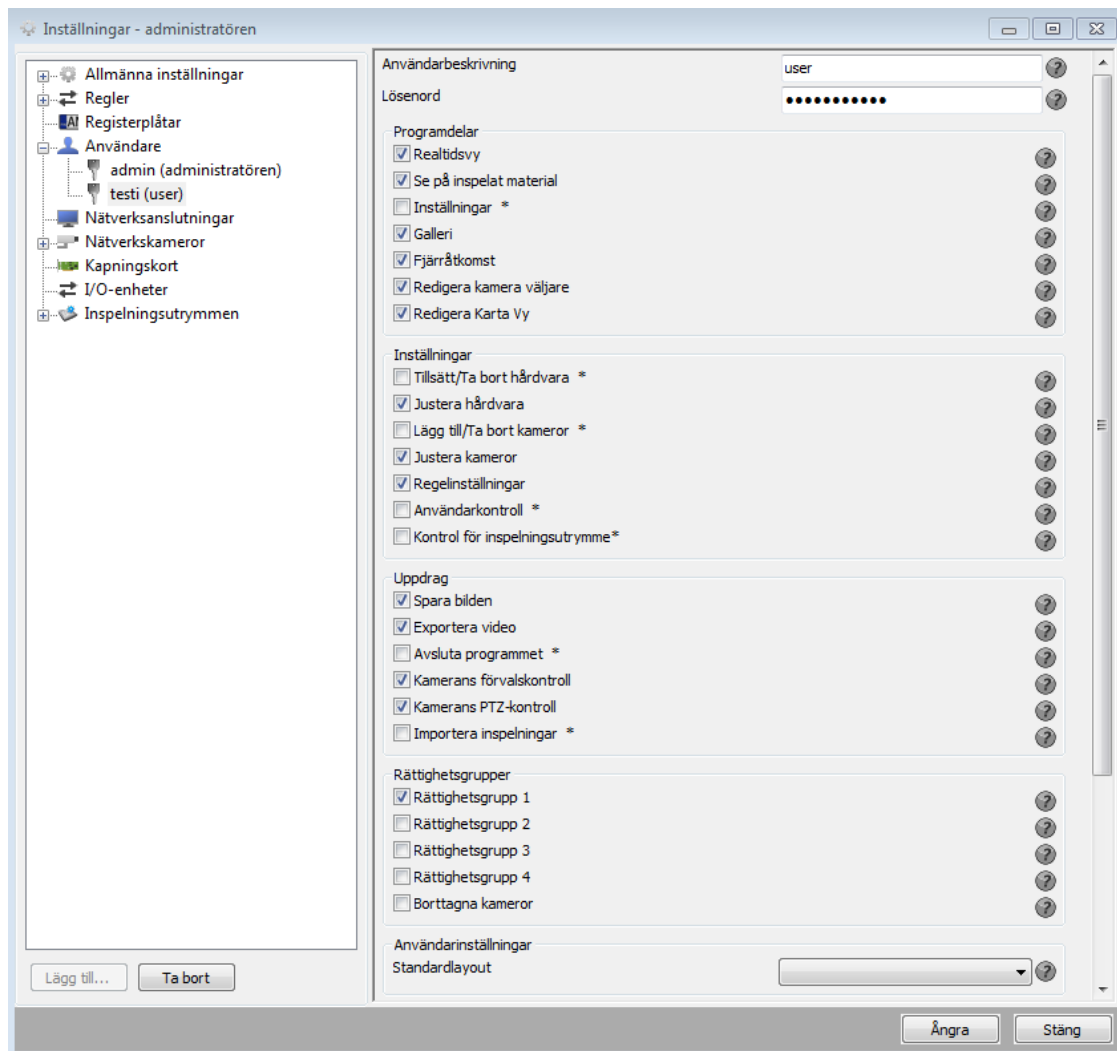 Inställningar - administratören
Allmänna inställningar
Regler
Registerplåtar
Användare
admin (administratören)
testi (user)
Nätverksanslutningar
Nätverkskameror
Kapningskort
I/O-enheter
Inspelningsutrymmen
Lägg till...
Ta bort
Användarbeskrivning
user
Lösenord
●●●●●●●●●●●
Programdelar
Realtidsvy
Se på inspelat material
Inställningar *
Galleri
Fjärråtkomst
Redigera kamera väljare
Redigera Karta Vy
Inställningar
Tillsätt/Ta bort hårdvara *
Justera hårdvara
Lägg till/Ta bort kameror *
Justera kameror
Regelinställningar
Användarkontroll *
Kontrol för inspelningsutrymme*
Uppdrag
Spara bilden
Exportera video
Avsluta programmet *
Kamerans förvalskontroll
Kamerans PTZ-kontroll
Importera inspelningar *
Rättighetsgrupper
Rättighetsgrupp 1
Rättighetsgrupp 2
Rättighetsgrupp 3
Rättighetsgrupp 4
Borttagna kameror
Användarinställningar
Standardlayout
Ångra
Stäng